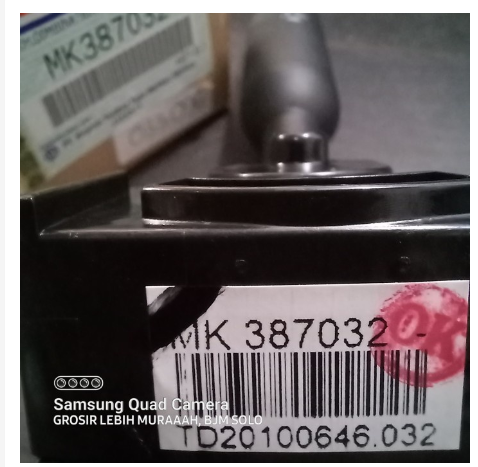 MK387032
MK 387032 -
OK
TD20100646.032
Samsung Quad Camera
GROSIR LEBIH MURAAAH, BJM SOLO